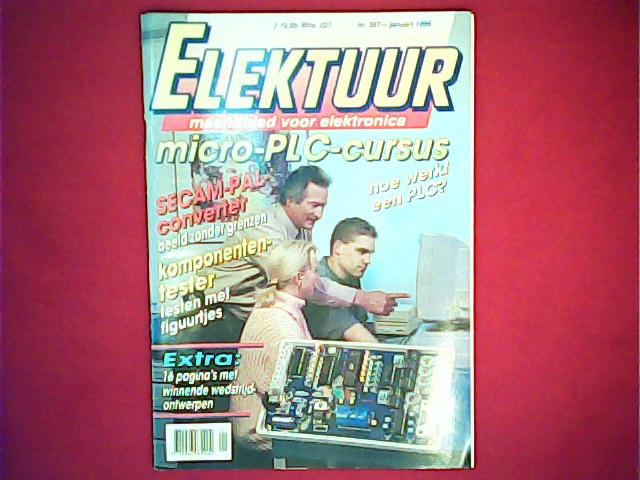 ELEKTUUR
maandblad voor elektronica
micro-PLC-cursus
hoe werkt
een PLC?
SECAM-PAL-
converter
beeld zonder grenzen
komponenten-
tester
testen met
figuurtjes
Extra:
16 pagina's met
winnende wedstrijd-
ontwerpen